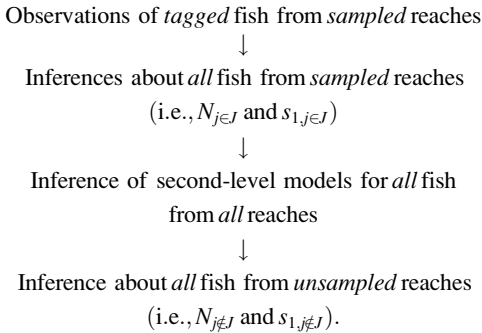 Observations of tagged fish from sampled reaches
↓
Inferences about all fish from sampled reaches
(i.e., N_{j∈J} and s_{1,j∈J})
↓
Inference of second-level models for all fish
from all reaches
↓
Inference about all fish from unsampled reaches
(i.e., N_{j∉J} and s_{1,j∉J}).